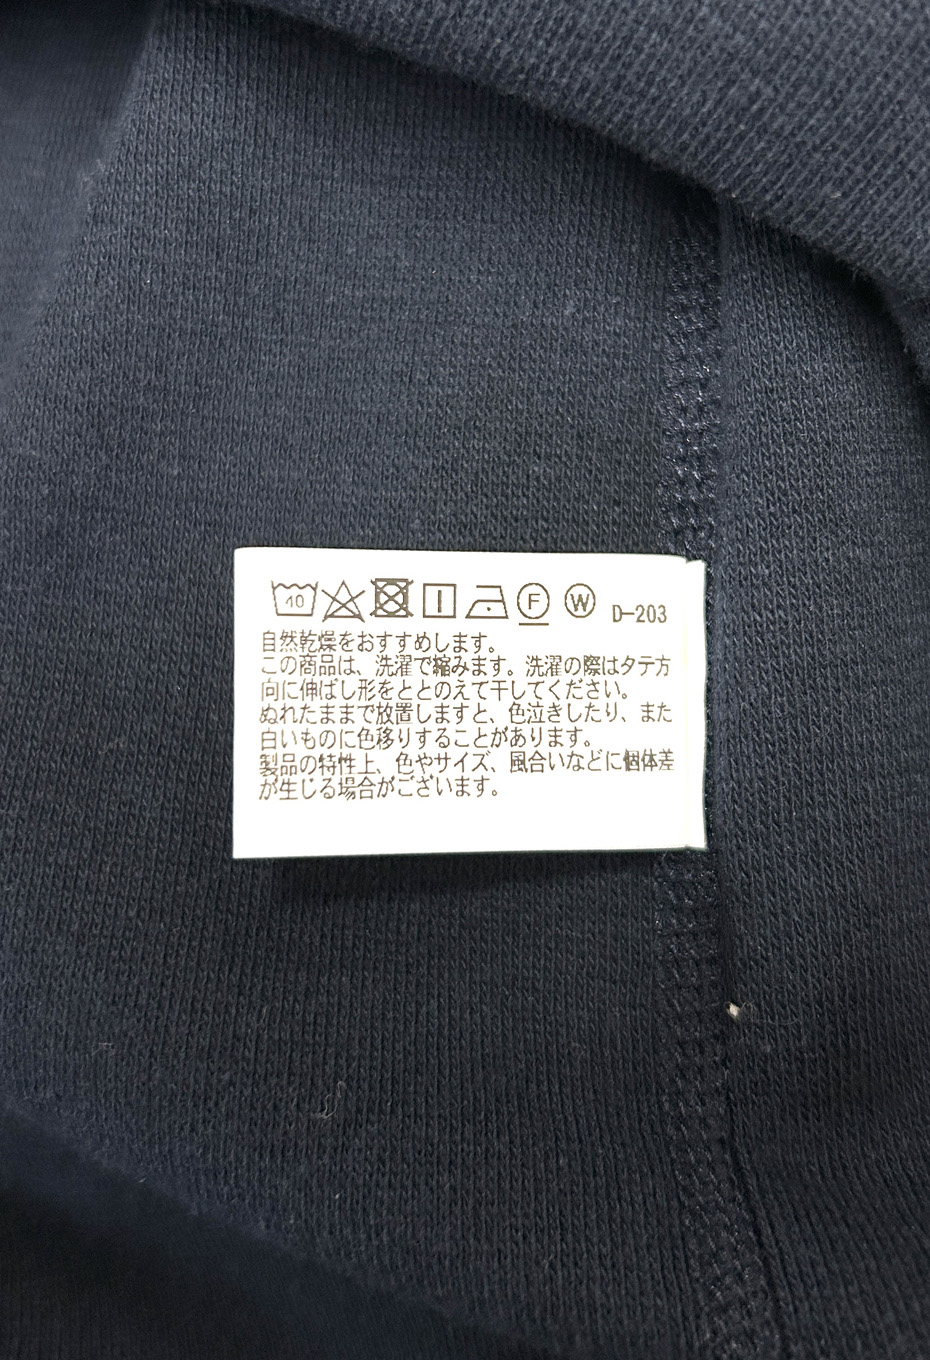 40 F W D-203
自然乾燥をおすすめします。
この商品は、洗濯で縮みます。洗濯の際はタテ方
向に伸ばし形をととのえて干してください。
ぬれたままで放置しますと、色泣きしたり、また
白いものに色移りすることがあります。
製品の特性上、色やサイズ、風合いなどに個体差
が生じる場合がございます。